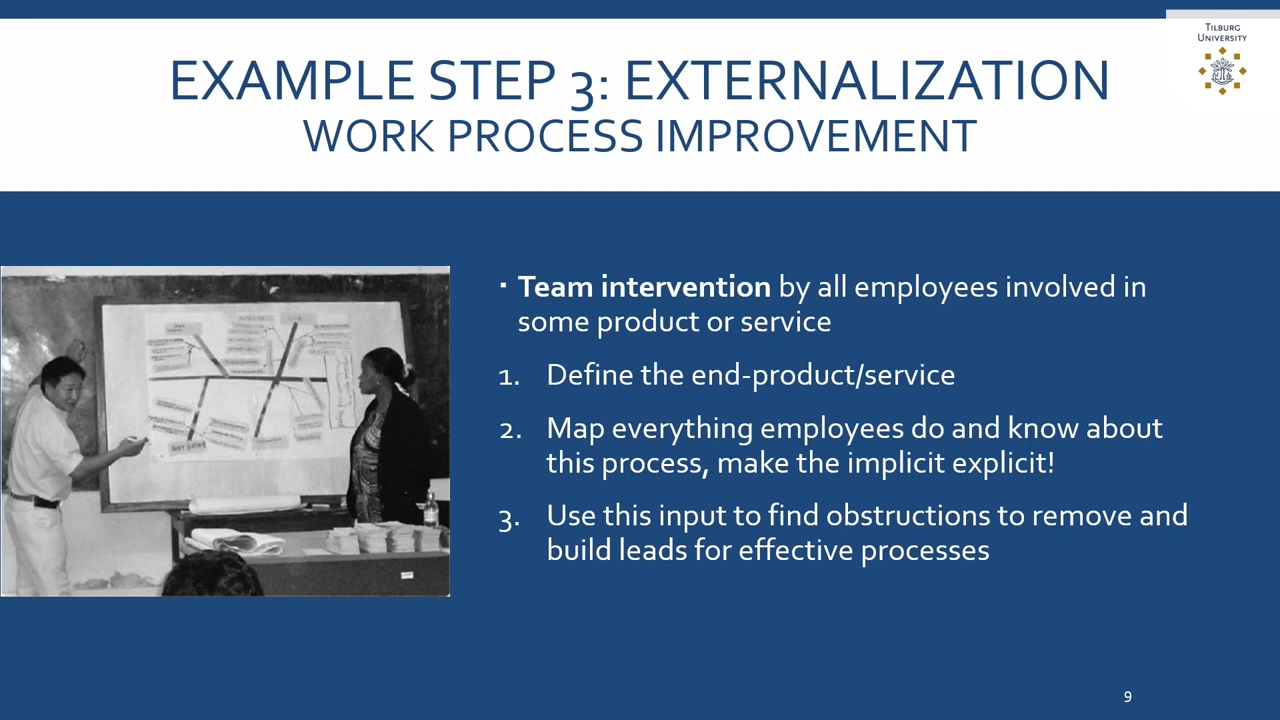 TILBURG
UNIVERSITY
EXAMPLE STEP 3: EXTERNALIZATION
WORK PROCESS IMPROVEMENT
▪ Team intervention by all employees involved in
some product or service
1. Define the end-product/service
2. Map everything employees do and know about
this process, make the implicit explicit!
3. Use this input to find obstructions to remove and
build leads for effective processes
9